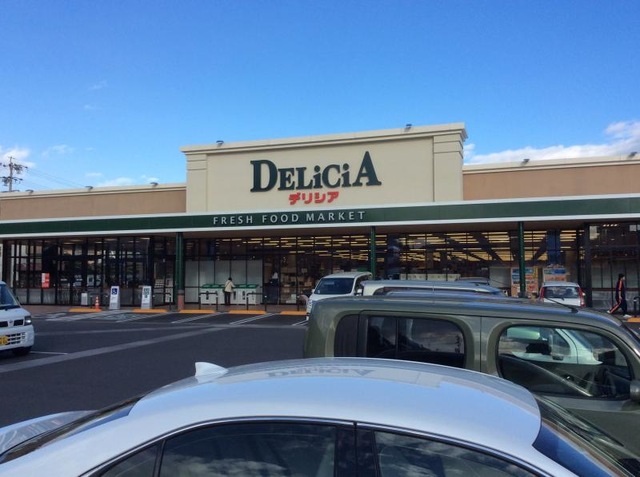 DELiCiA
デリシア
FRESH FOOD MARKET